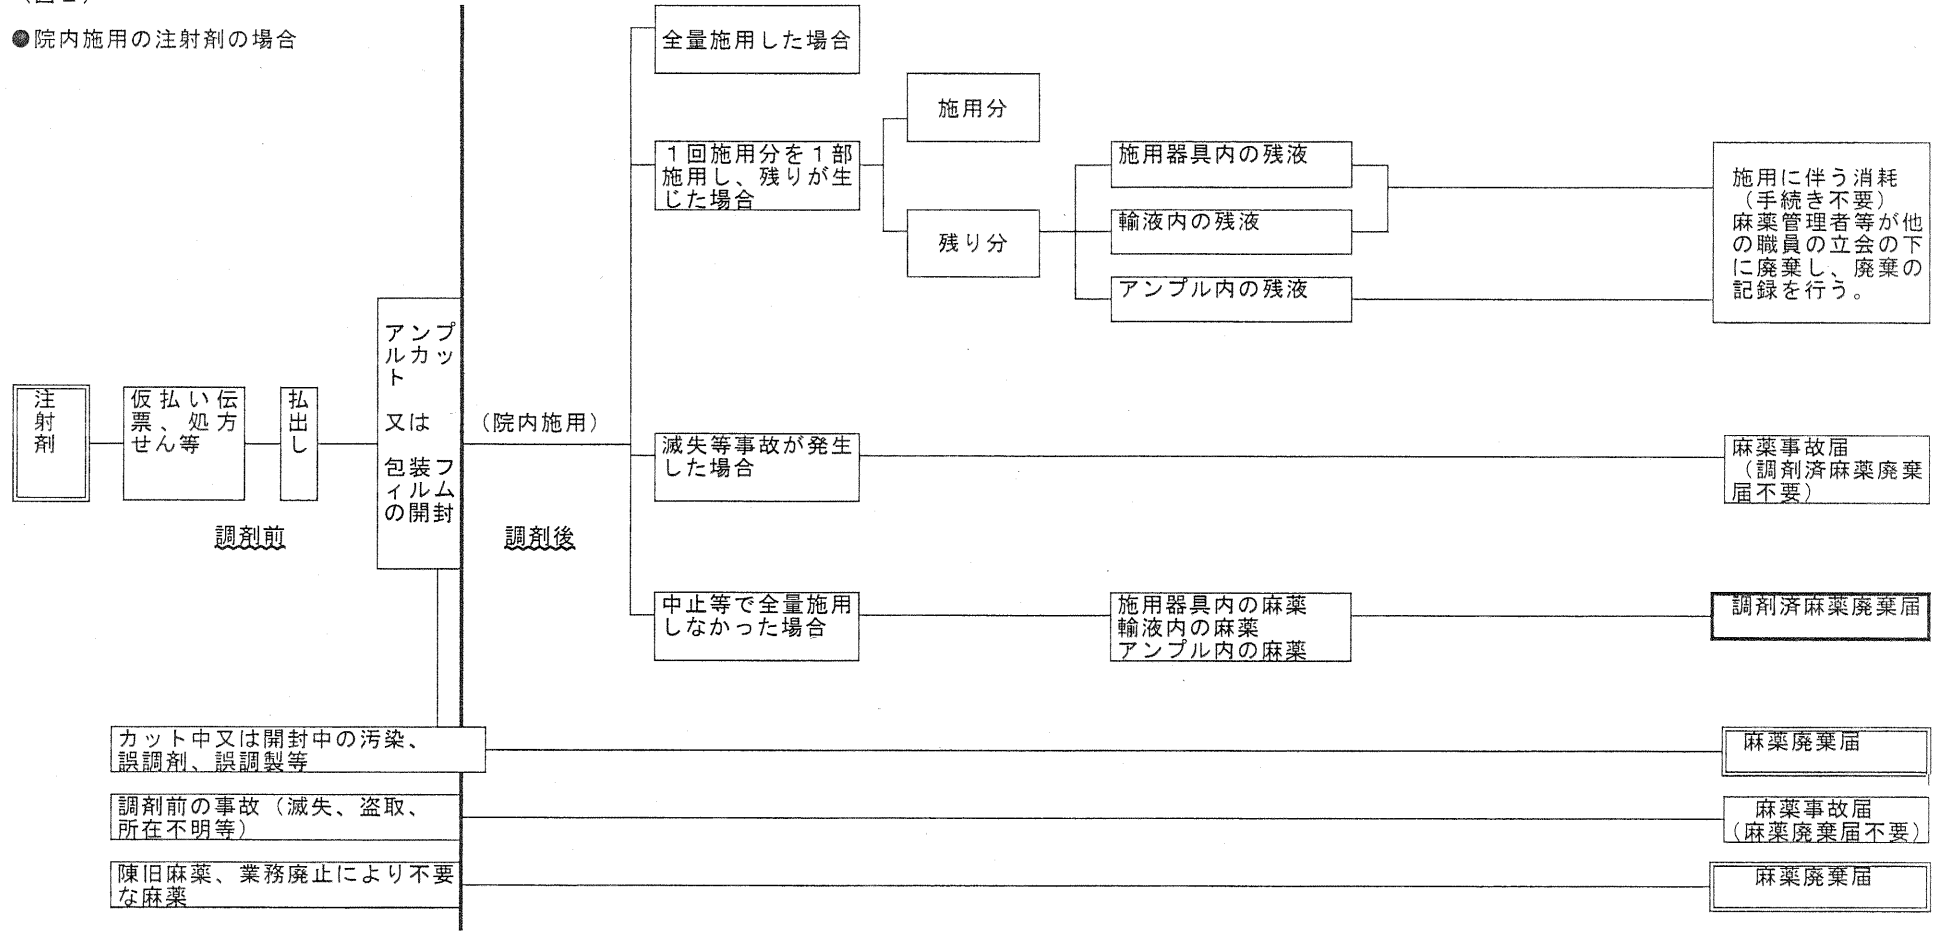 ●院内施用の注射剤の場合
全量施用した場合
施用分
１回施用分を１部
施用し、残りが生
じた場合
残り分
施用器具内の残液
輸液内の残液
アンプル内の残液
施用に伴う消耗
（手続き不要）
麻薬管理者等が他
の職員の立会の下
に廃棄し、廃棄の
記録を行う。
注
射
剤
仮払い伝
票、処方
せん等
払
出
し
アンプ
ルカッ
ト
又は
包装フ
ィルム
の開封
（院内施用）
調剤前
調剤後
滅失等事故が発生
した場合
麻薬事故届
（調剤済麻薬廃棄
届不要）
中止等で全量施用
しなかった場合
施用器具内の麻薬
輸液内の麻薬
アンプル内の麻薬
調剤済麻薬廃棄届
カット中又は開封中の汚染、
誤調剤、誤調製等
麻薬廃棄届
調剤前の事故（滅失、盗取、
所在不明等）
麻薬事故届
（麻薬廃棄届不要）
陳旧麻薬、業務廃止により不要
な麻薬
麻薬廃棄届